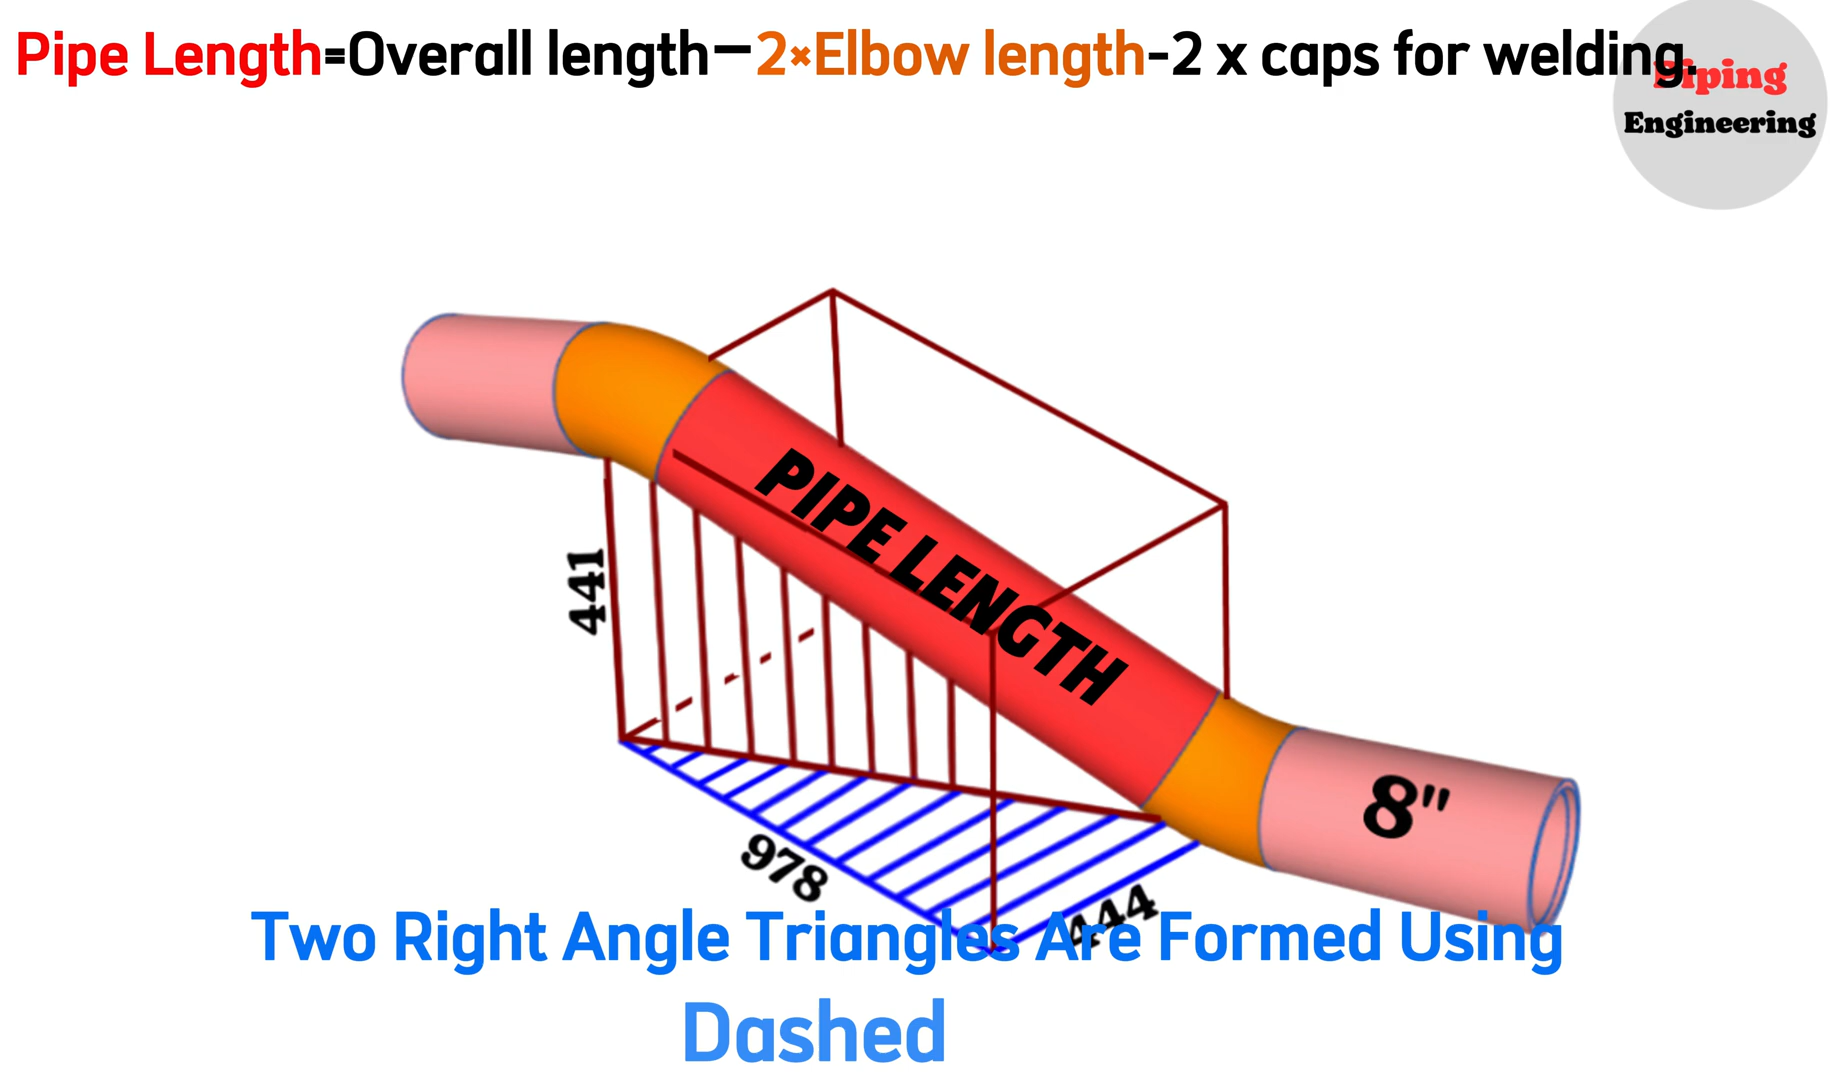 Pipe Length=Overall length—2×Elbow length-2 x caps for welding.
Piping
Engineering
441
PIPE LENGTH
8"
978
444
Two Right Angle Triangles Are Formed Using
Dashed